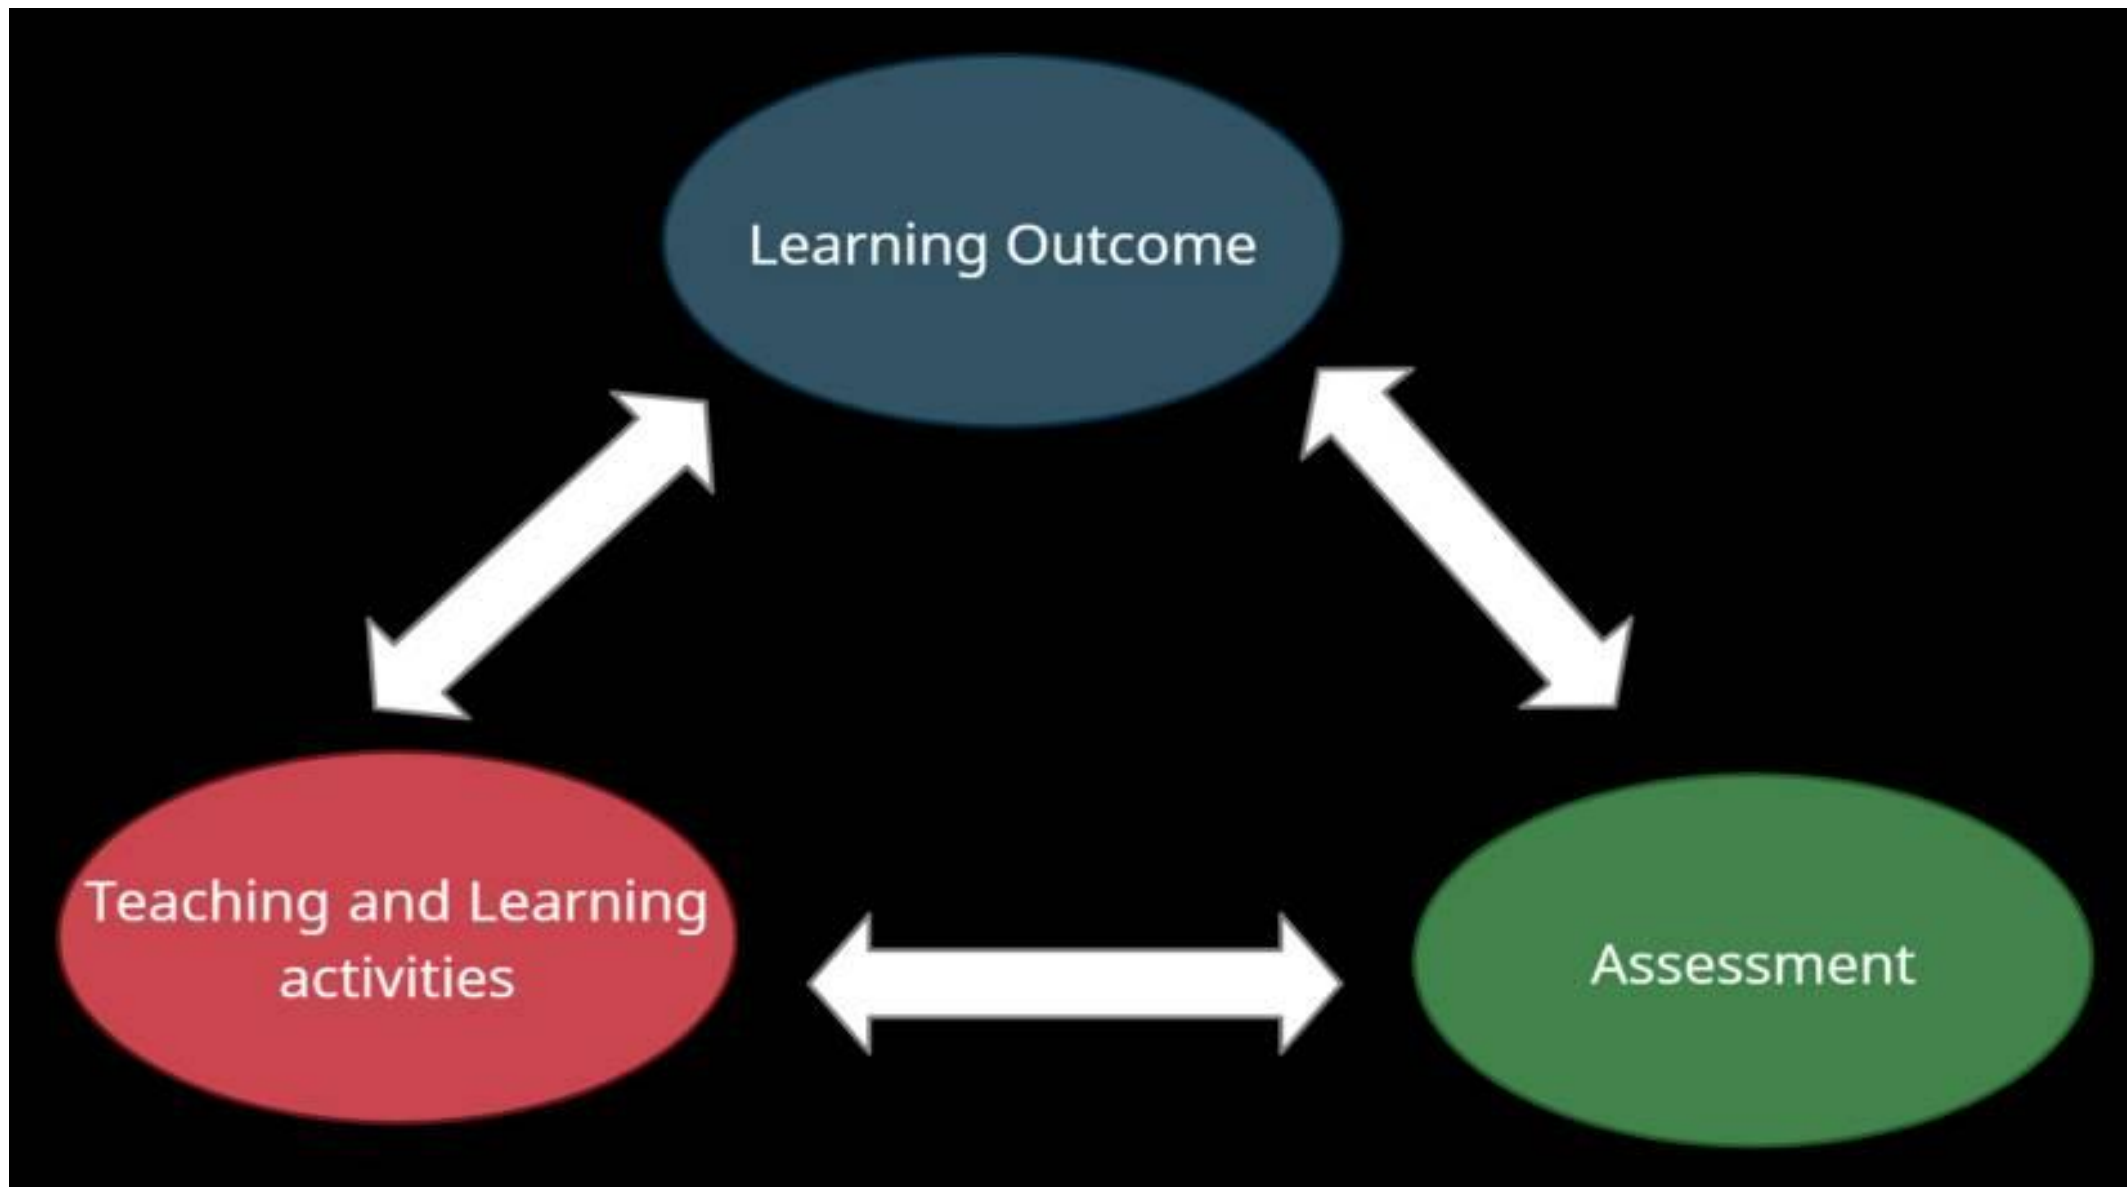 Learning Outcome
Teaching and Learning
activities
Assessment